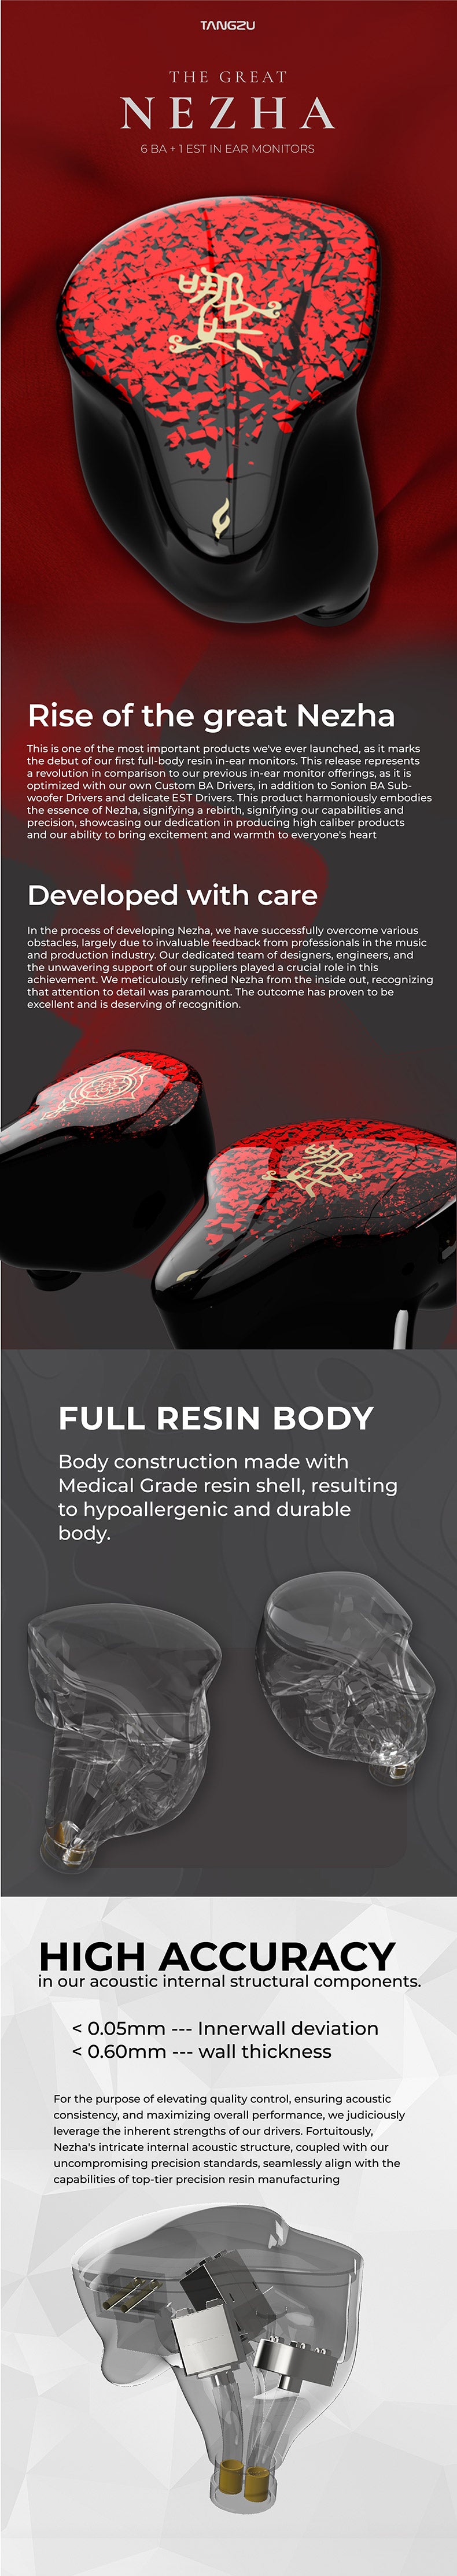 TANGZU
THE GREAT
NEZHA
6 BA + 1 EST IN EAR MONITORS
哪吒
Rise of the great Nezha
This is one of the most important products we've ever launched, as it marks
the debut of our first full-body resin in-ear monitors. This release represents
a revolution in comparison to our previous in-ear monitor offerings, as it is
optimized with our own Custom BA Drivers, in addition to Sonion BA Sub-
woofer Drivers and delicate EST Drivers. This product harmoniously embodies
the essence of Nezha, signifying a rebirth, signifying our capabilities and
precision, showcasing our dedication in producing high caliber products
and our ability to bring excitement and warmth to everyone's heart
Developed with care
In the process of developing Nezha, we have successfully overcome various
obstacles, largely due to invaluable feedback from professionals in the music
and production industry. Our dedicated team of designers, engineers, and
the unwavering support of our suppliers played a crucial role in this
achievement. We meticulously refined Nezha from the inside out, recognizing
that attention to detail was paramount. The outcome has proven to be
excellent and is deserving of recognition.
FULL RESIN BODY
Body construction made with
Medical Grade resin shell, resulting
to hypoallergenic and durable
body.
HIGH ACCURACY
in our acoustic internal structural components.
< 0.05mm --- Innerwall deviation
< 0.60mm --- wall thickness
For the purpose of elevating quality control, ensuring acoustic
consistency, and maximizing overall performance, we judiciously
leverage the inherent strengths of our drivers. Fortuitously,
Nezha's intricate internal acoustic structure, coupled with our
uncompromising precision standards, seamlessly align with the
capabilities of top-tier precision resin manufacturing